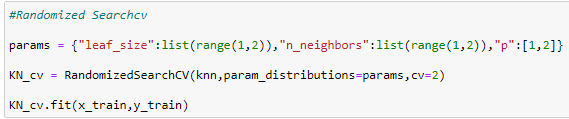 #Randomized Searchcv
params = {"leaf_size":list(range(1,2)),"n_neighbors":list(range(1,2)),"p":[1,2]}
KN_cv = RandomizedSearchCV(knn,param_distributions=params,cv=2)
KN_cv.fit(x_train,y_train)